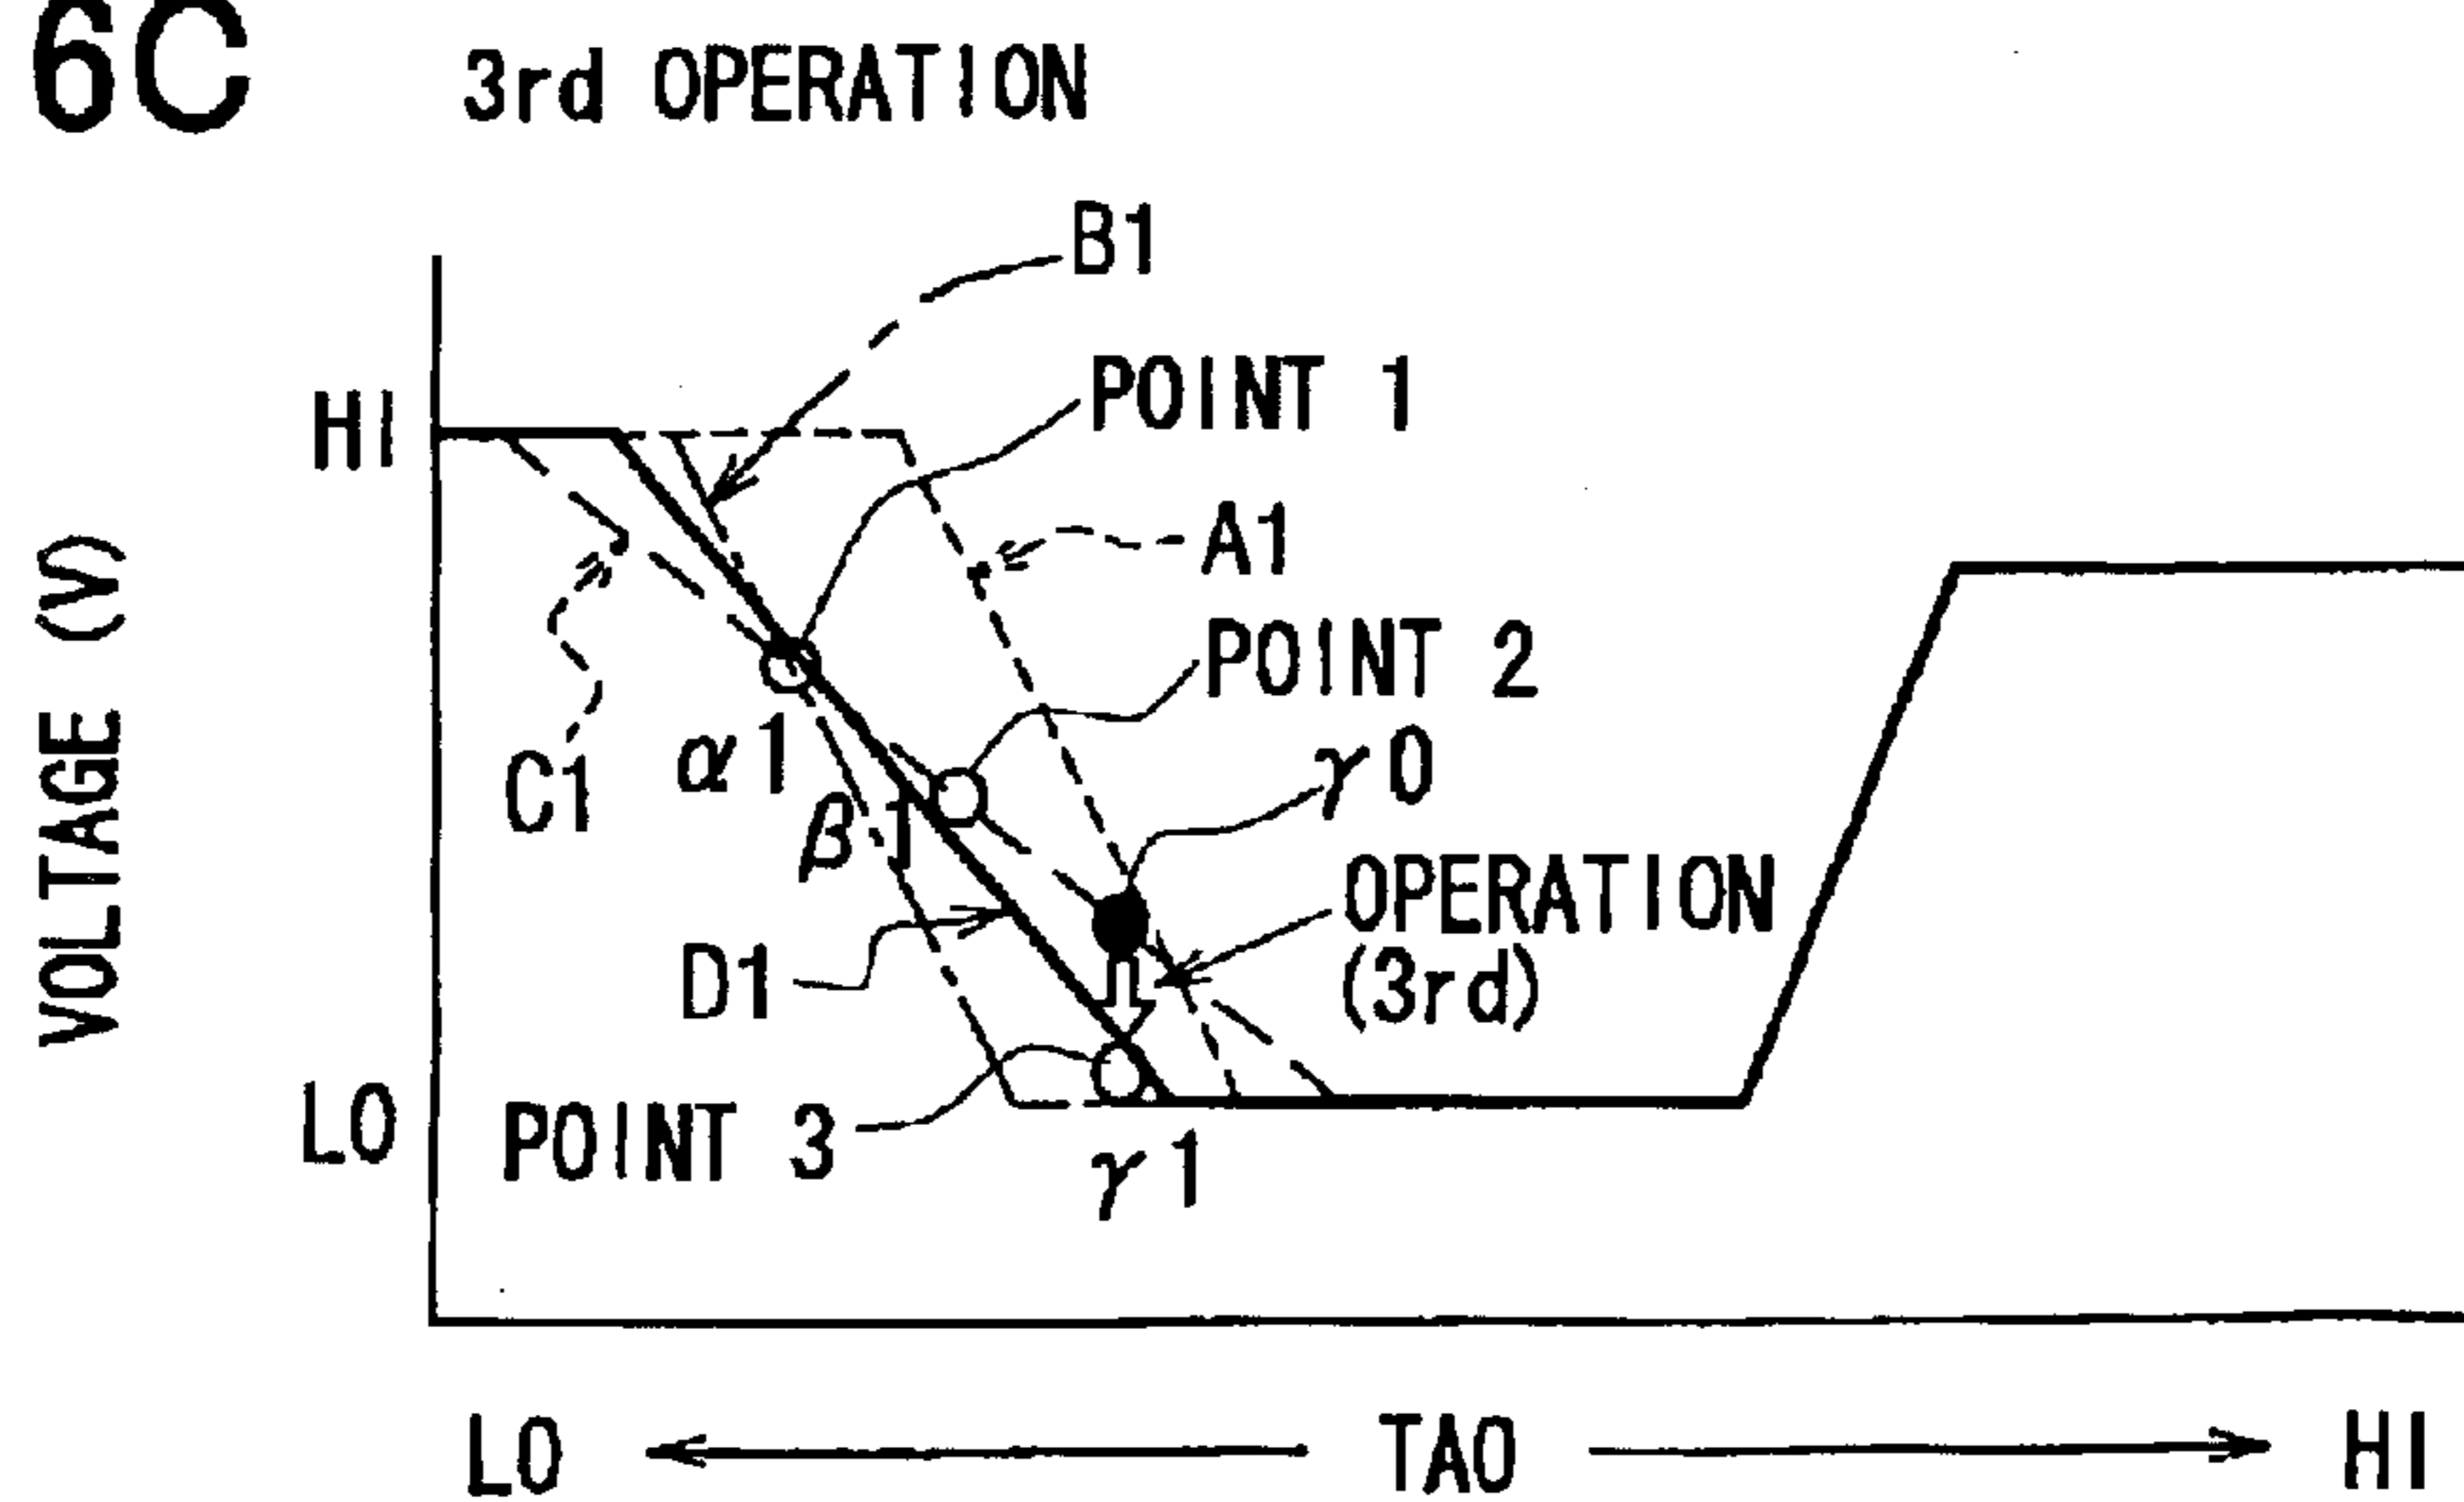 6C
3rd OPERATION
B1
POINT 1
HI
A1
POINT 2
α1
γ0
C1
β1
OPERATION
(3rd)
D1
VOLTAGE (V)
LO
POINT 3
γ1
LO
TAO
HI